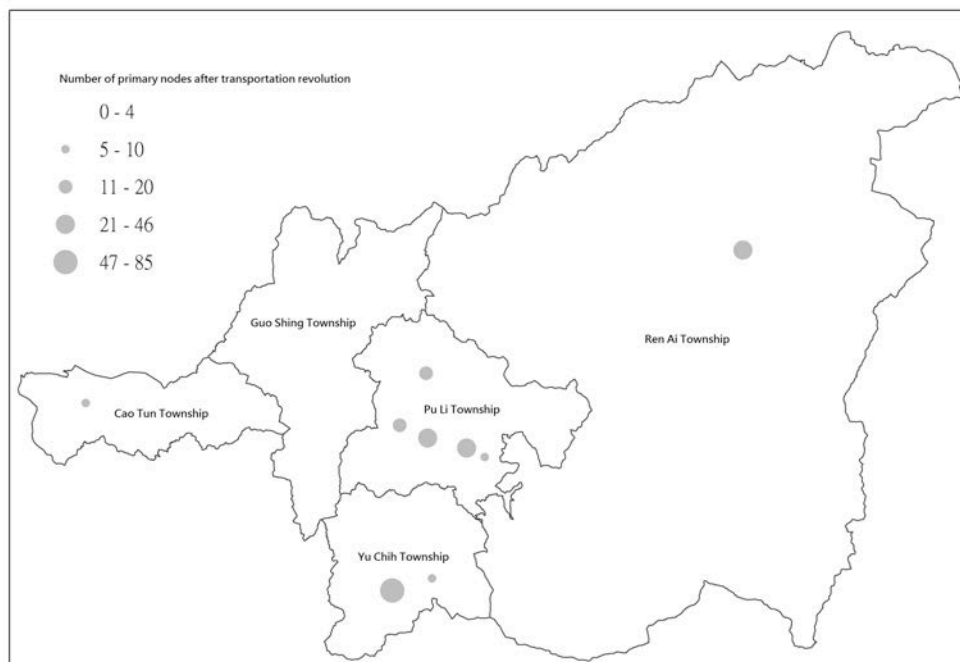 Number of primary nodes after transportation revolution
0 - 4
5 - 10
11 - 20
21 - 46
47 - 85
Guo Shing Township
Ren Ai Township
Cao Tun Township
Pu Li Township
Yu Chih Township